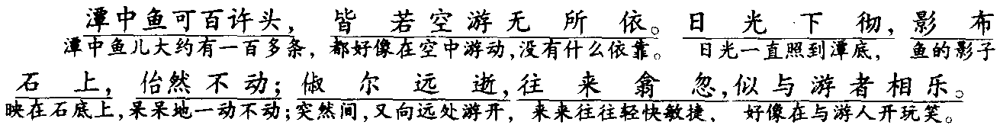 潭中鱼可百许头，皆若空游无所依。日光下彻，影布
潭中鱼儿大约有一百多条，都好像在空中游动，没有什么依靠。日光一直照到潭底，鱼的影子
石上，佁然不动；俶尔远逝，往来翕忽，似与游者相乐。
映在石底上，呆呆地一动不动；突然间，又向远处游开，来来往往轻快敏捷，好像在与游人开玩笑。